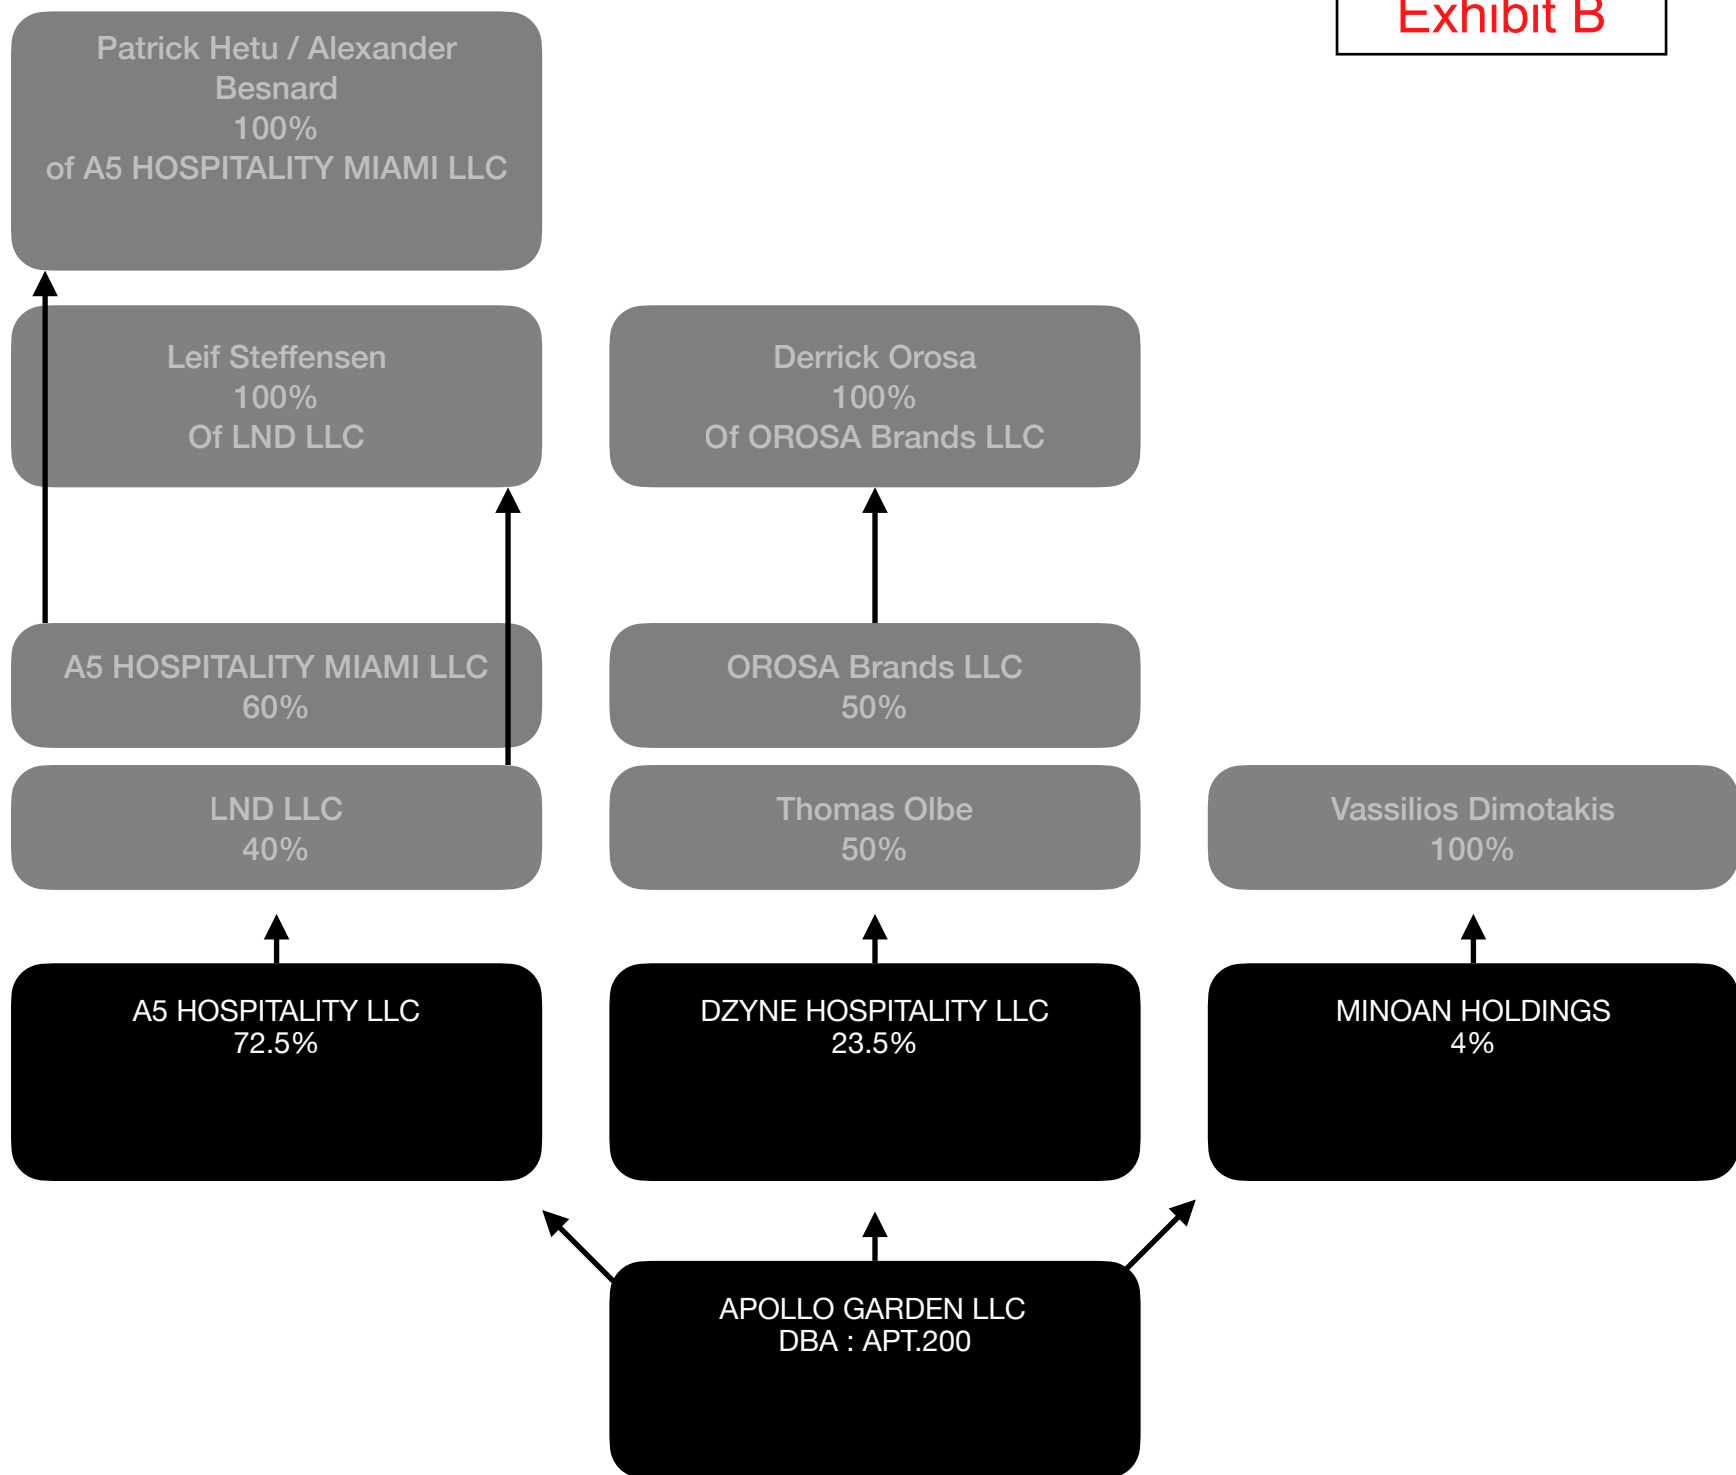 Exhibit B
Patrick Hetu / Alexander
Besnard
100%
of A5 HOSPITALITY MIAMI LLC
Leif Steffensen
100%
Of LND LLC
Derrick Orosa
100%
Of OROSA Brands LLC
A5 HOSPITALITY MIAMI LLC
60%
OROSA Brands LLC
50%
LND LLC
40%
Thomas Olbe
50%
Vassilios Dimotakis
100%
A5 HOSPITALITY LLC
72.5%
DZYNE HOSPITALITY LLC
23.5%
MINOAN HOLDINGS
4%
APOLLO GARDEN LLC
DBA : APT.200